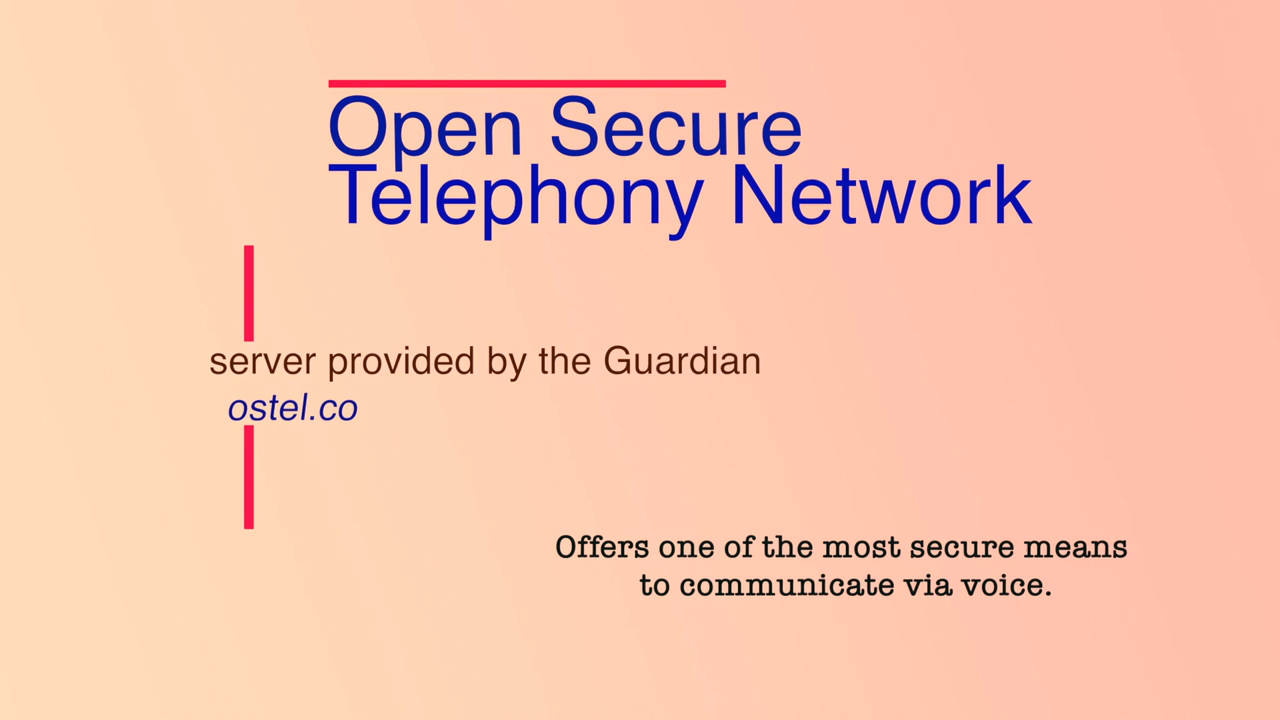 Open Secure
Telephony Network
server provided by the Guardian
ostel.co
Offers one of the most secure means
to communicate via voice.